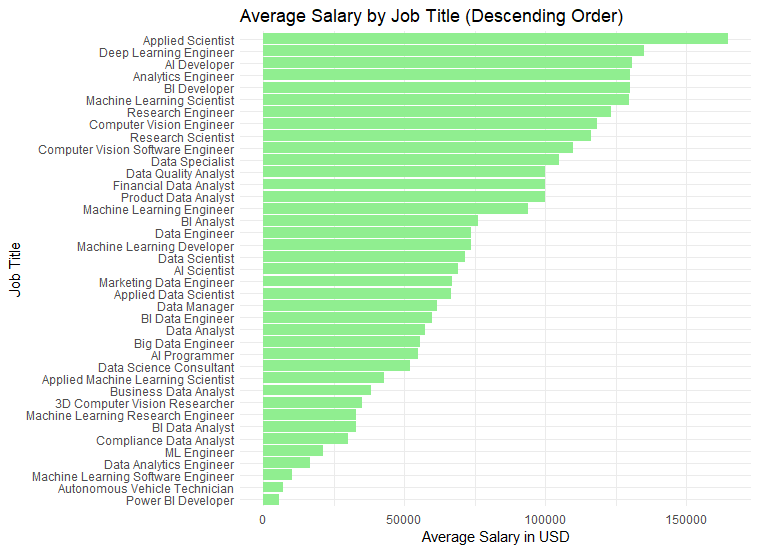 Average Salary by Job Title (Descending Order)
Job Title
Applied Scientist
Deep Learning Engineer
AI Developer
Analytics Engineer
BI Developer
Machine Learning Scientist
Research Engineer
Computer Vision Engineer
Research Scientist
Computer Vision Software Engineer
Data Specialist
Data Quality Analyst
Financial Data Analyst
Product Data Analyst
Machine Learning Engineer
BI Analyst
Data Engineer
Machine Learning Developer
Data Scientist
AI Scientist
Marketing Data Engineer
Applied Data Scientist
Data Manager
BI Data Engineer
Data Analyst
Big Data Engineer
AI Programmer
Data Science Consultant
Applied Machine Learning Scientist
Business Data Analyst
3D Computer Vision Researcher
Machine Learning Research Engineer
BI Data Analyst
Compliance Data Analyst
ML Engineer
Data Analytics Engineer
Machine Learning Software Engineer
Autonomous Vehicle Technician
Power BI Developer
0 50000 100000 150000
Average Salary in USD